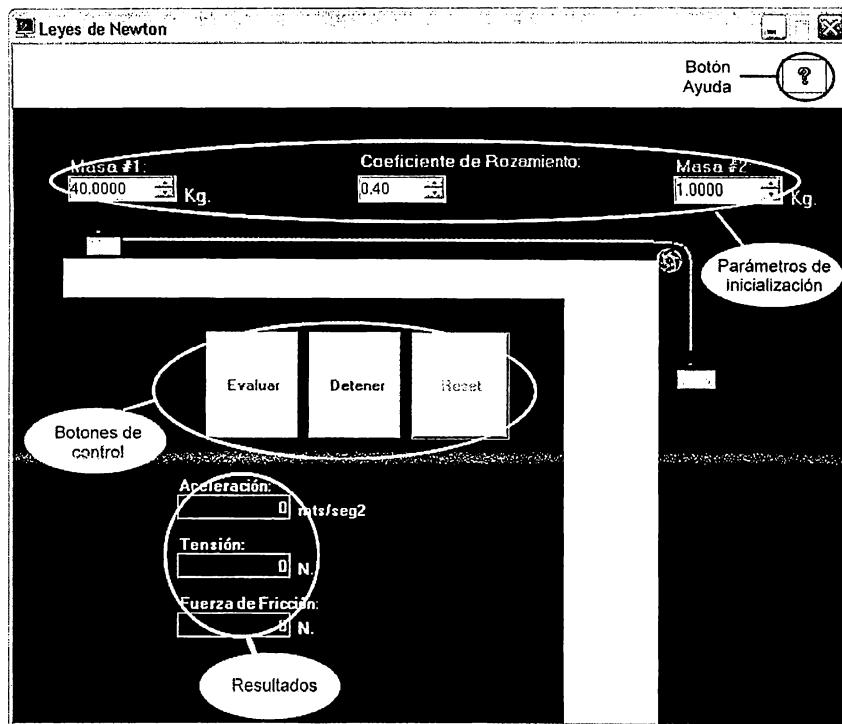 Leyes de Newton
Botón
Ayuda
?
Masa #1:
40.0000
Kg.
Coeficiente de Rozamiento:
0.40
Masa #2:
1.0000
Kg.
Parámetros de
inicialización
Evaluar
Detener
Reset
Botones de
control
Aceleración:
0
mts/seg2
Tensión:
0
N.
Fuerza de Fricción:
0
N.
Resultados